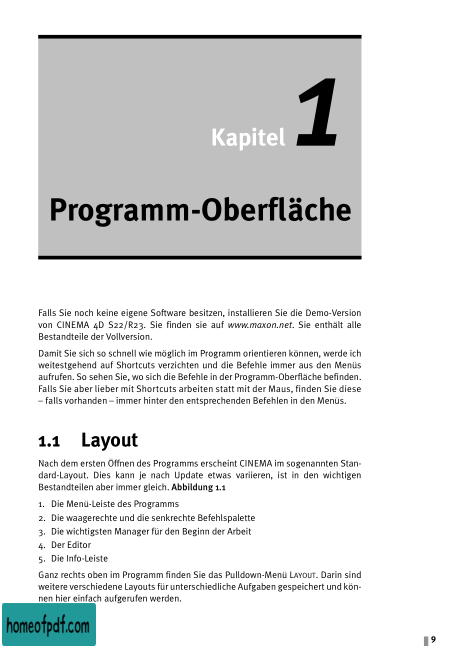 Kapitel 1
Programm-Oberfläche
Falls Sie noch keine eigene Software besitzen, installieren Sie die Demo-Version
von CINEMA 4D S22/R23. Sie finden sie auf www.maxon.net. Sie enthält alle
Bestandteile der Vollversion.
Damit Sie sich so schnell wie möglich im Programm orientieren können, werde ich
weitestgehend auf Shortcuts verzichten und die Befehle immer aus den Menüs
aufrufen. So sehen Sie, wo sich die Befehle in der Programm-Oberfläche befinden.
Falls Sie aber lieber mit Shortcuts arbeiten statt mit der Maus, finden Sie diese
– falls vorhanden – immer hinter den entsprechenden Befehlen in den Menüs.
1.1 Layout
Nach dem ersten Öffnen des Programms erscheint CINEMA im sogenannten Stan-
dard-Layout. Dies kann je nach Update etwas variieren, ist in den wichtigen
Bestandteilen aber immer gleich. Abbildung 1.1
1. Die Menü-Leiste des Programms
2. Die waagerechte und die senkrechte Befehlspalette
3. Die wichtigsten Manager für den Beginn der Arbeit
4. Der Editor
5. Die Info-Leiste
Ganz rechts oben im Programm finden Sie das Pulldown-Menü LAYOUT. Darin sind
weitere verschiedene Layouts für unterschiedliche Aufgaben gespeichert und kön-
nen hier einfach aufgerufen werden.
homeofpdf.com
9